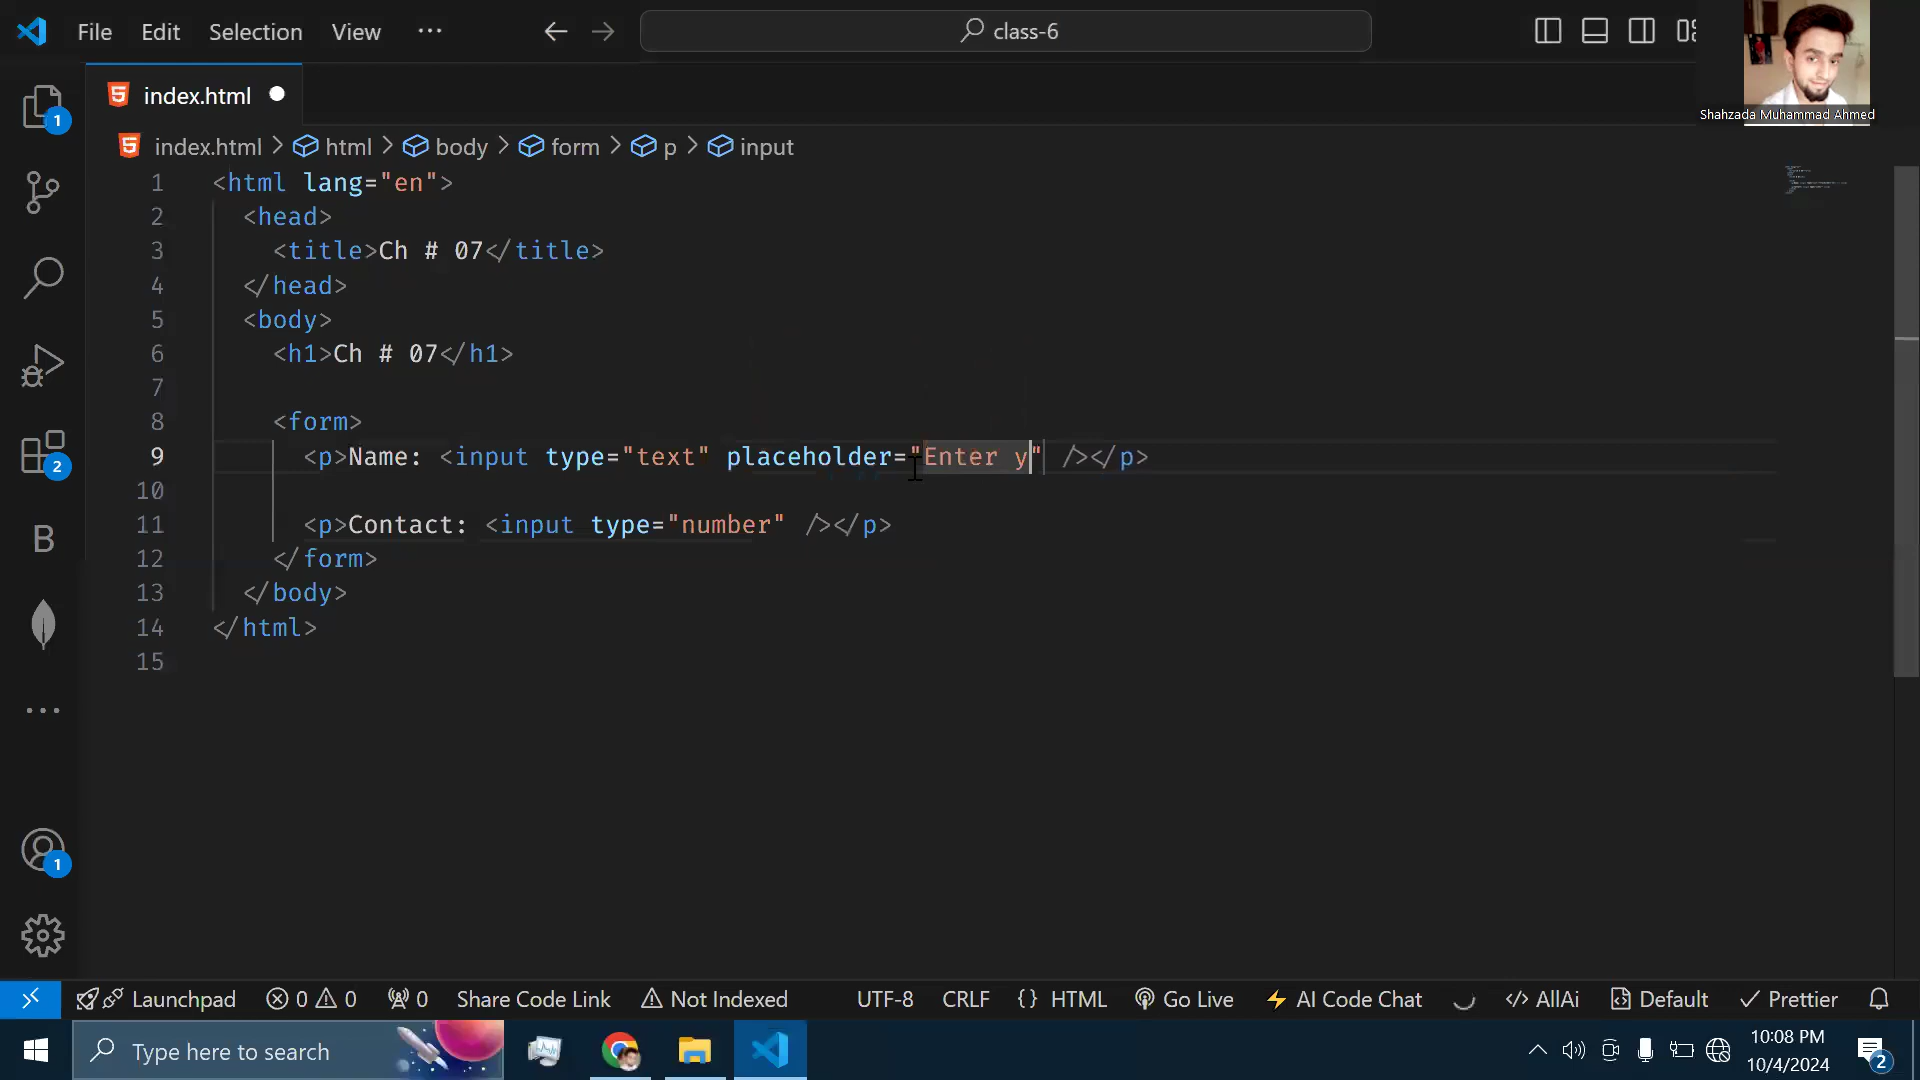 File Edit Selection View ... class-6
Shahzada Muhammad Ahmed
index.html
index.html > html > body > form > p > input
1 <html lang="en">
2 <head>
3 <title>Ch # 07</title>
4 </head>
5 <body>
6 <h1>Ch # 07</h1>
7
8 <form>
9 <p>Name: <input type="text" placeholder="Enter y" /></p>
10
11 <p>Contact: <input type="number" /></p>
12 </form>
13 </body>
14 </html>
15
1
2
B
1
Launchpad 0 0 0 Share Code Link Not Indexed UTF-8 CRLF {} HTML Go Live AI Code Chat </> AllAi Default Prettier
Type here to search
10:08 PM
10/4/2024
2